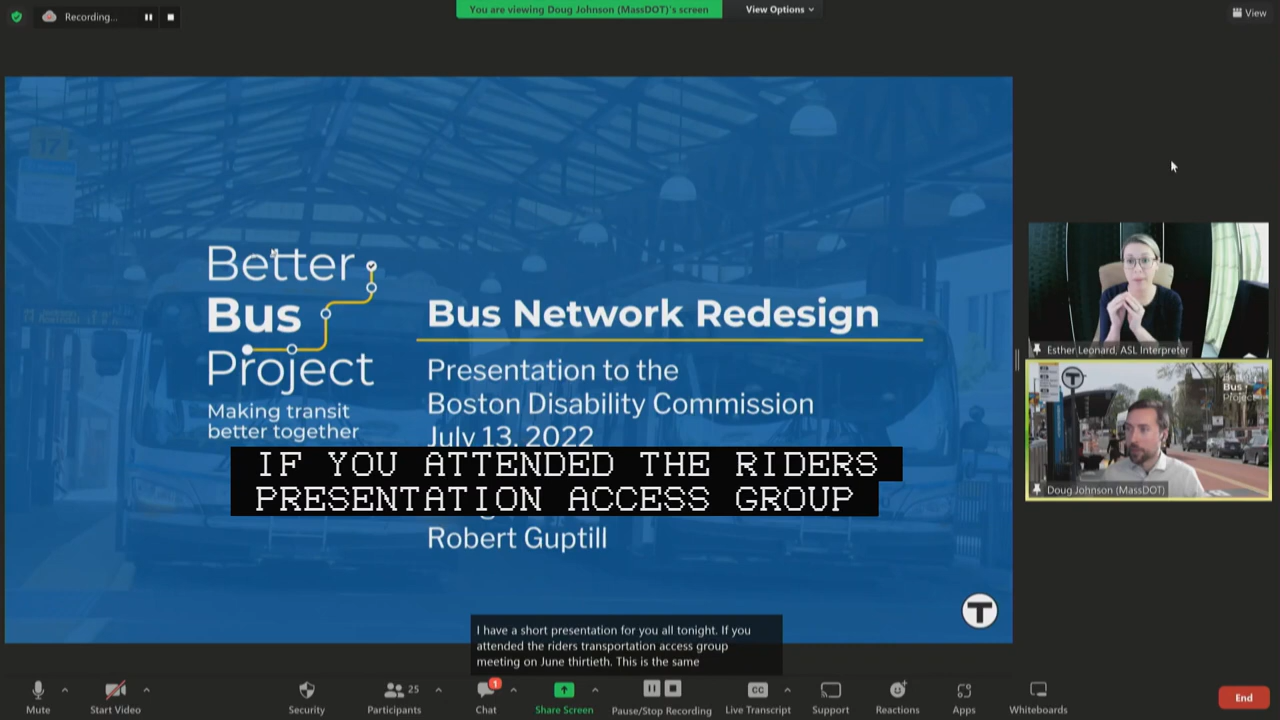 Recording...
You are viewing Doug Johnson (MassDOT)'s screen
View Options
View
17
Better
Bus
Project
Making transit
better together
Bus Network Redesign
Presentation to the
Boston Disability Commission
July 13, 2022
Robert Guptill
IF YOU ATTENDED THE RIDERS
PRESENTATION ACCESS GROUP
T
I have a short presentation for you all tonight. If you
attended the riders transportation access group
meeting on June thirtieth. This is the same
Esther Leonard, ASL Interpreter
T
Bus
Project
Doug Johnson (MassDOT)
Mute
Start Video
Security
25
Participants
1
Chat
Share Screen
Pause/Stop Recording
CC
Live Transcript
Support
Reactions
Apps
Whiteboards
End